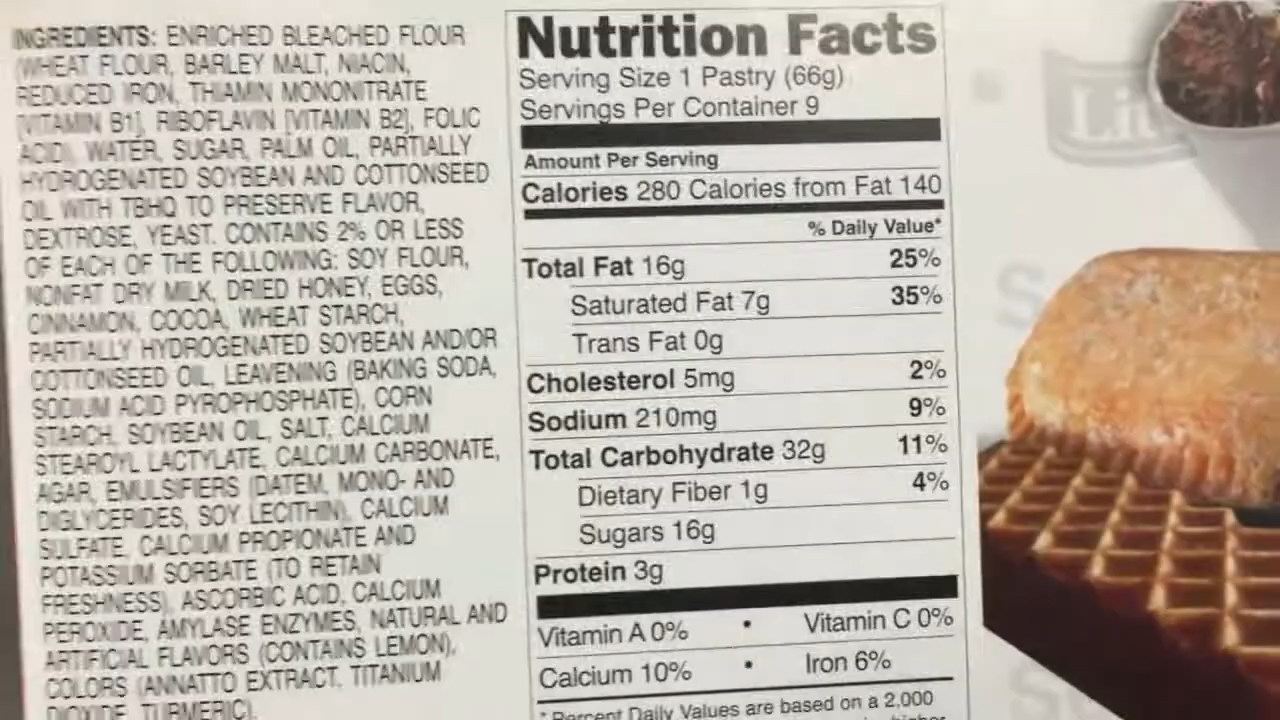 INGREDIENTS: ENRICHED BLEACHED FLOUR
(WHEAT FLOUR, BARLEY MALT, NIACIN,
REDUCED IRON, THIAMIN MONONITRATE
[VITAMIN B1], RIBOFLAVIN [VITAMIN B2], FOLIC
ACID), WATER, SUGAR, PALM OIL, PARTIALLY
HYDROGENATED SOYBEAN AND COTTONSEED
OIL WITH TBHQ TO PRESERVE FLAVOR,
DEXTROSE, YEAST. CONTAINS 2% OR LESS
OF EACH OF THE FOLLOWING: SOY FLOUR,
NONFAT DRY MILK, DRIED HONEY, EGGS,
CINNAMON, COCOA, WHEAT STARCH,
PARTIALLY HYDROGENATED SOYBEAN AND/OR
COTTONSEED OIL, LEAVENING (BAKING SODA,
SODIUM ACID PYROPHOSPHATE), CORN
STARCH, SOYBEAN OIL, SALT, CALCIUM
STEAROYL LACTYLATE, CALCIUM CARBONATE,
AGAR, EMULSIFIERS (DATEM, MONO- AND
DIGLYCERIDES, SOY LECITHIN), CALCIUM
SULFATE, CALCIUM PROPIONATE AND
POTASSIUM SORBATE (TO RETAIN
FRESHNESS), ASCORBIC ACID, CALCIUM
PEROXIDE, AMYLASE ENZYMES, NATURAL AND
ARTIFICIAL FLAVORS (CONTAINS LEMON),
COLORS (ANNATTO EXTRACT, TITANIUM
DIOXIDE, TURMERIC).
Nutrition Facts
Serving Size 1 Pastry (66g)
Servings Per Container 9
Amount Per Serving
Calories 280 Calories from Fat 140
% Daily Value*
Total Fat 16g 25%
Saturated Fat 7g 35%
Trans Fat 0g
Cholesterol 5mg 2%
Sodium 210mg 9%
Total Carbohydrate 32g 11%
Dietary Fiber 1g 4%
Sugars 16g
Protein 3g
Vitamin A 0% • Vitamin C 0%
Calcium 10% • Iron 6%
*Percent Daily Values are based on a 2,000